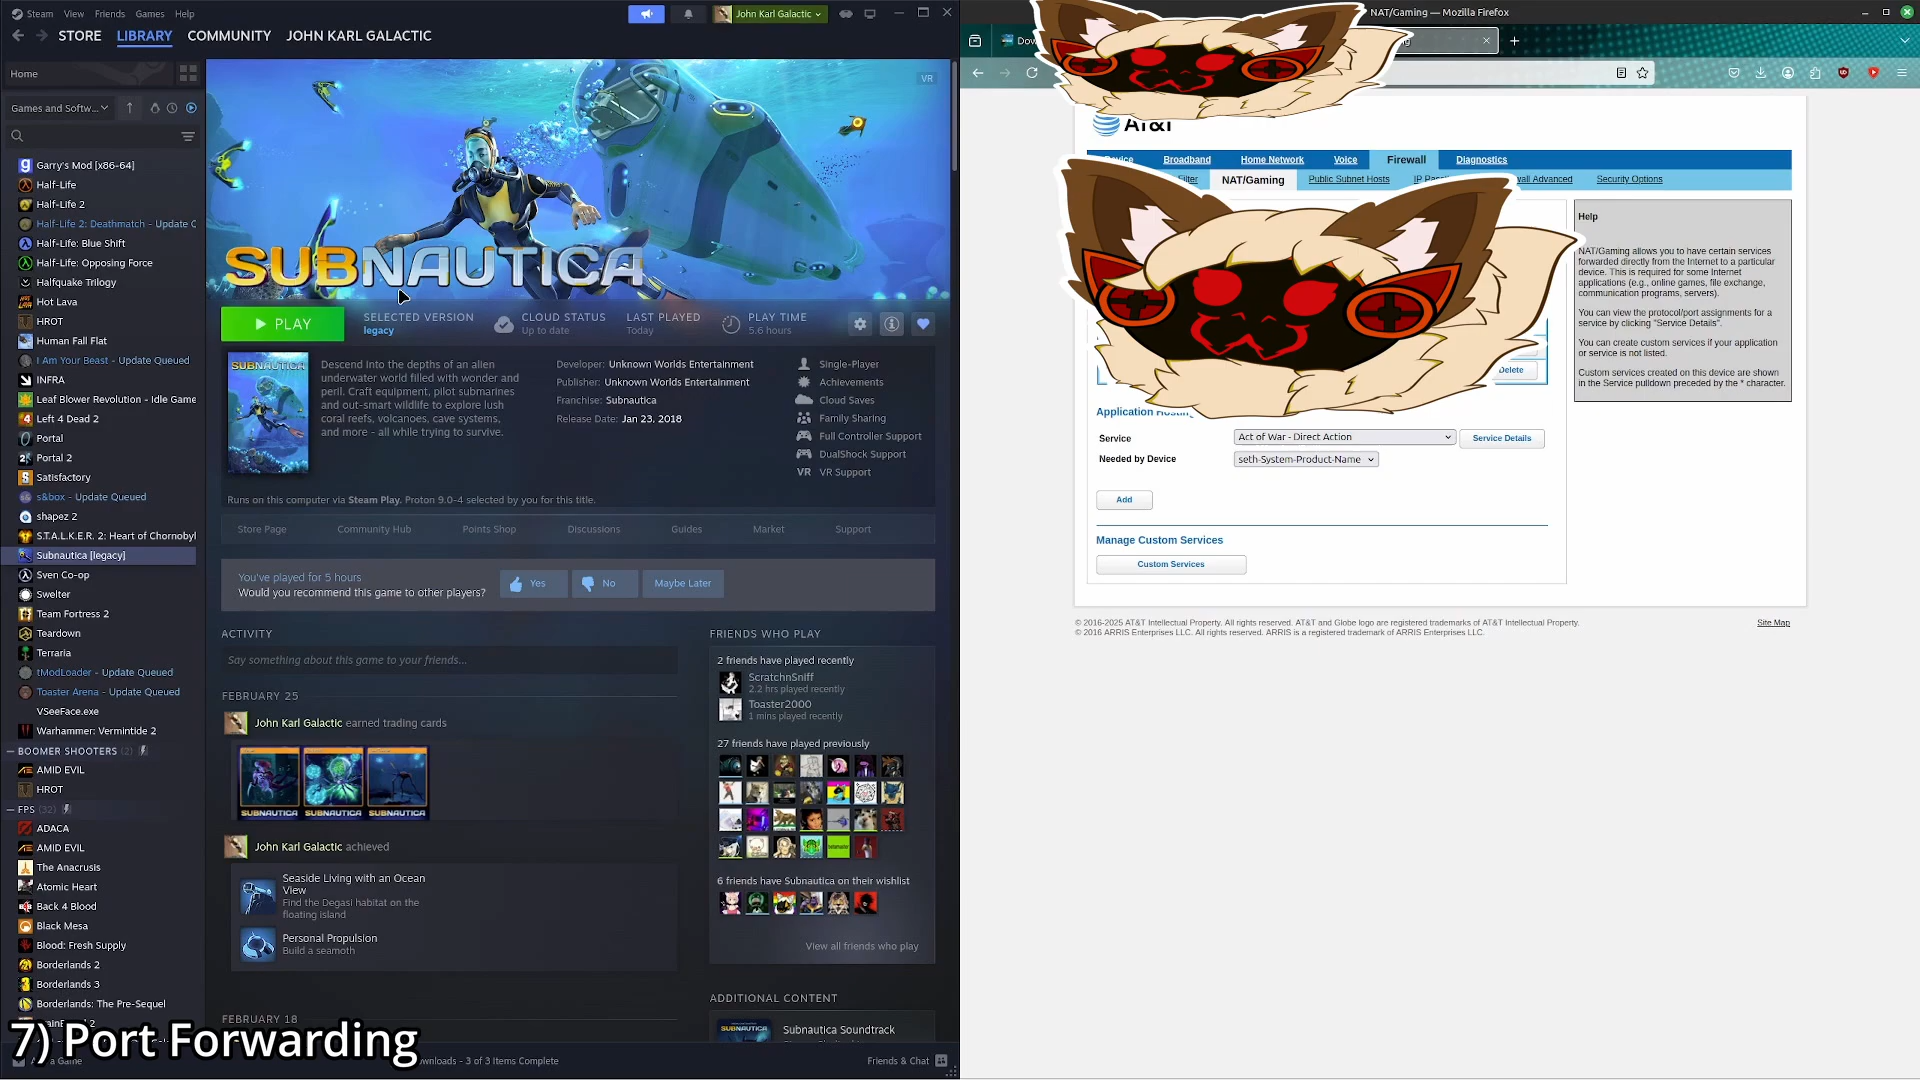 Steam View Friends Games Help
John Karl Galactic
STORE LIBRARY COMMUNITY JOHN KARL GALACTIC
Home
Games and Softw...
Garry's Mod [x86-64]
Half-Life
Half-Life 2
Half-Life 2: Deathmatch - Update
Half-Life: Blue Shift
Half-Life: Opposing Force
Halfquake Trilogy
Hot Lava
HROT
Human Fall Flat
I Am Your Beast - Update Queued
INFRA
Leaf Blower Revolution - Idle Game
Left 4 Dead 2
Portal
Portal 2
Satisfactory
s&box - Update Queued
shapez 2
S.T.A.L.K.E.R. 2: Heart of Chornobyl
Subnautica [legacy]
Sven Co-op
Swelter
Team Fortress 2
Teardown
Terraria
tModLoader - Update Queued
Toaster Arena - Update Queued
VSeeFace.exe
Warhammer: Vermintide 2
BOOMER SHOOTERS (2)
AMID EVIL
HROT
FPS (32)
ADACA
AMID EVIL
The Anacrusis
Atomic Heart
Back 4 Blood
Black Mesa
Blood: Fresh Supply
Borderlands 2
Borderlands 3
Borderlands: The Pre-Sequel
7) Port Forwarding
VR
SUBNAUTICA
PLAY
SELECTED VERSION
legacy
CLOUD STATUS
Up to date
LAST PLAYED
Today
PLAY TIME
5.6 hours
SUBNAUTICA
Descend into the depths of an alien
underwater world filled with wonder and
peril. Craft equipment, pilot submarines
and out-smart wildlife to explore lush
coral reefs, volcanoes, cave systems,
and more - all while trying to survive.
Developer: Unknown Worlds Entertainment
Publisher: Unknown Worlds Entertainment
Franchise: Subnautica
Release Date: Jan 23, 2018
Single-Player
Achievements
Cloud Saves
Family Sharing
Full Controller Support
DualShock Support
VR VR Support
Runs on this computer via Steam Play. Proton 9.0-4 selected by you for this title.
Store Page Community Hub Points Shop Discussions Guides Market Support
You've played for 5 hours
Would you recommend this game to other players?
Yes No Maybe Later
ACTIVITY
Say something about this game to your friends...
FEBRUARY 25
John Karl Galactic earned trading cards
SUBNAUTICA SUBNAUTICA SUBNAUTICA
John Karl Galactic achieved
Seaside Living with an Ocean
View
Find the Degasi habitat on the
floating island
Personal Propulsion
Build a seamoth
FEBRUARY 18
FRIENDS WHO PLAY
2 friends have played recently
ScratchnSniff
2.2 hrs played recently
Toaster2000
1 mins played recently
27 friends have played previously
6 friends have Subnautica on their wishlist
View all friends who play
ADDITIONAL CONTENT
SUBNAUTICA
Subnautica Soundtrack
- 3 of 3 Items Complete
Friends & Chat
NAT/Gaming — Mozilla Firefox
AT&T
Broadband Home Network Voice Firewall Diagnostics
Filter NAT/Gaming Public Subnet Hosts Advanced Security Options
Delete
Service Act of War - Direct Action Service Details
Needed by Device seth-System-Product-Name
Add
Manage Custom Services
Custom Services
Help
NAT/Gaming allows you to have certain services
forwarded directly from the Internet to a particular
device. This is required for some Internet
applications (e.g., online games, file exchange,
communication programs, servers).
You can view the protocol/port assignments for a
service by clicking "Service Details".
You can create custom services if your application
or service is not listed.
Custom services created on this device are shown
in the Service pulldown preceded by the * character.
© 2016-2025 AT&T Intellectual Property. All rights reserved. AT&T and Globe logo are registered trademarks of AT&T Intellectual Property.
© 2016 ARRIS Enterprises LLC. All rights reserved. ARRIS is a registered trademark of ARRIS Enterprises LLC.
Site Map